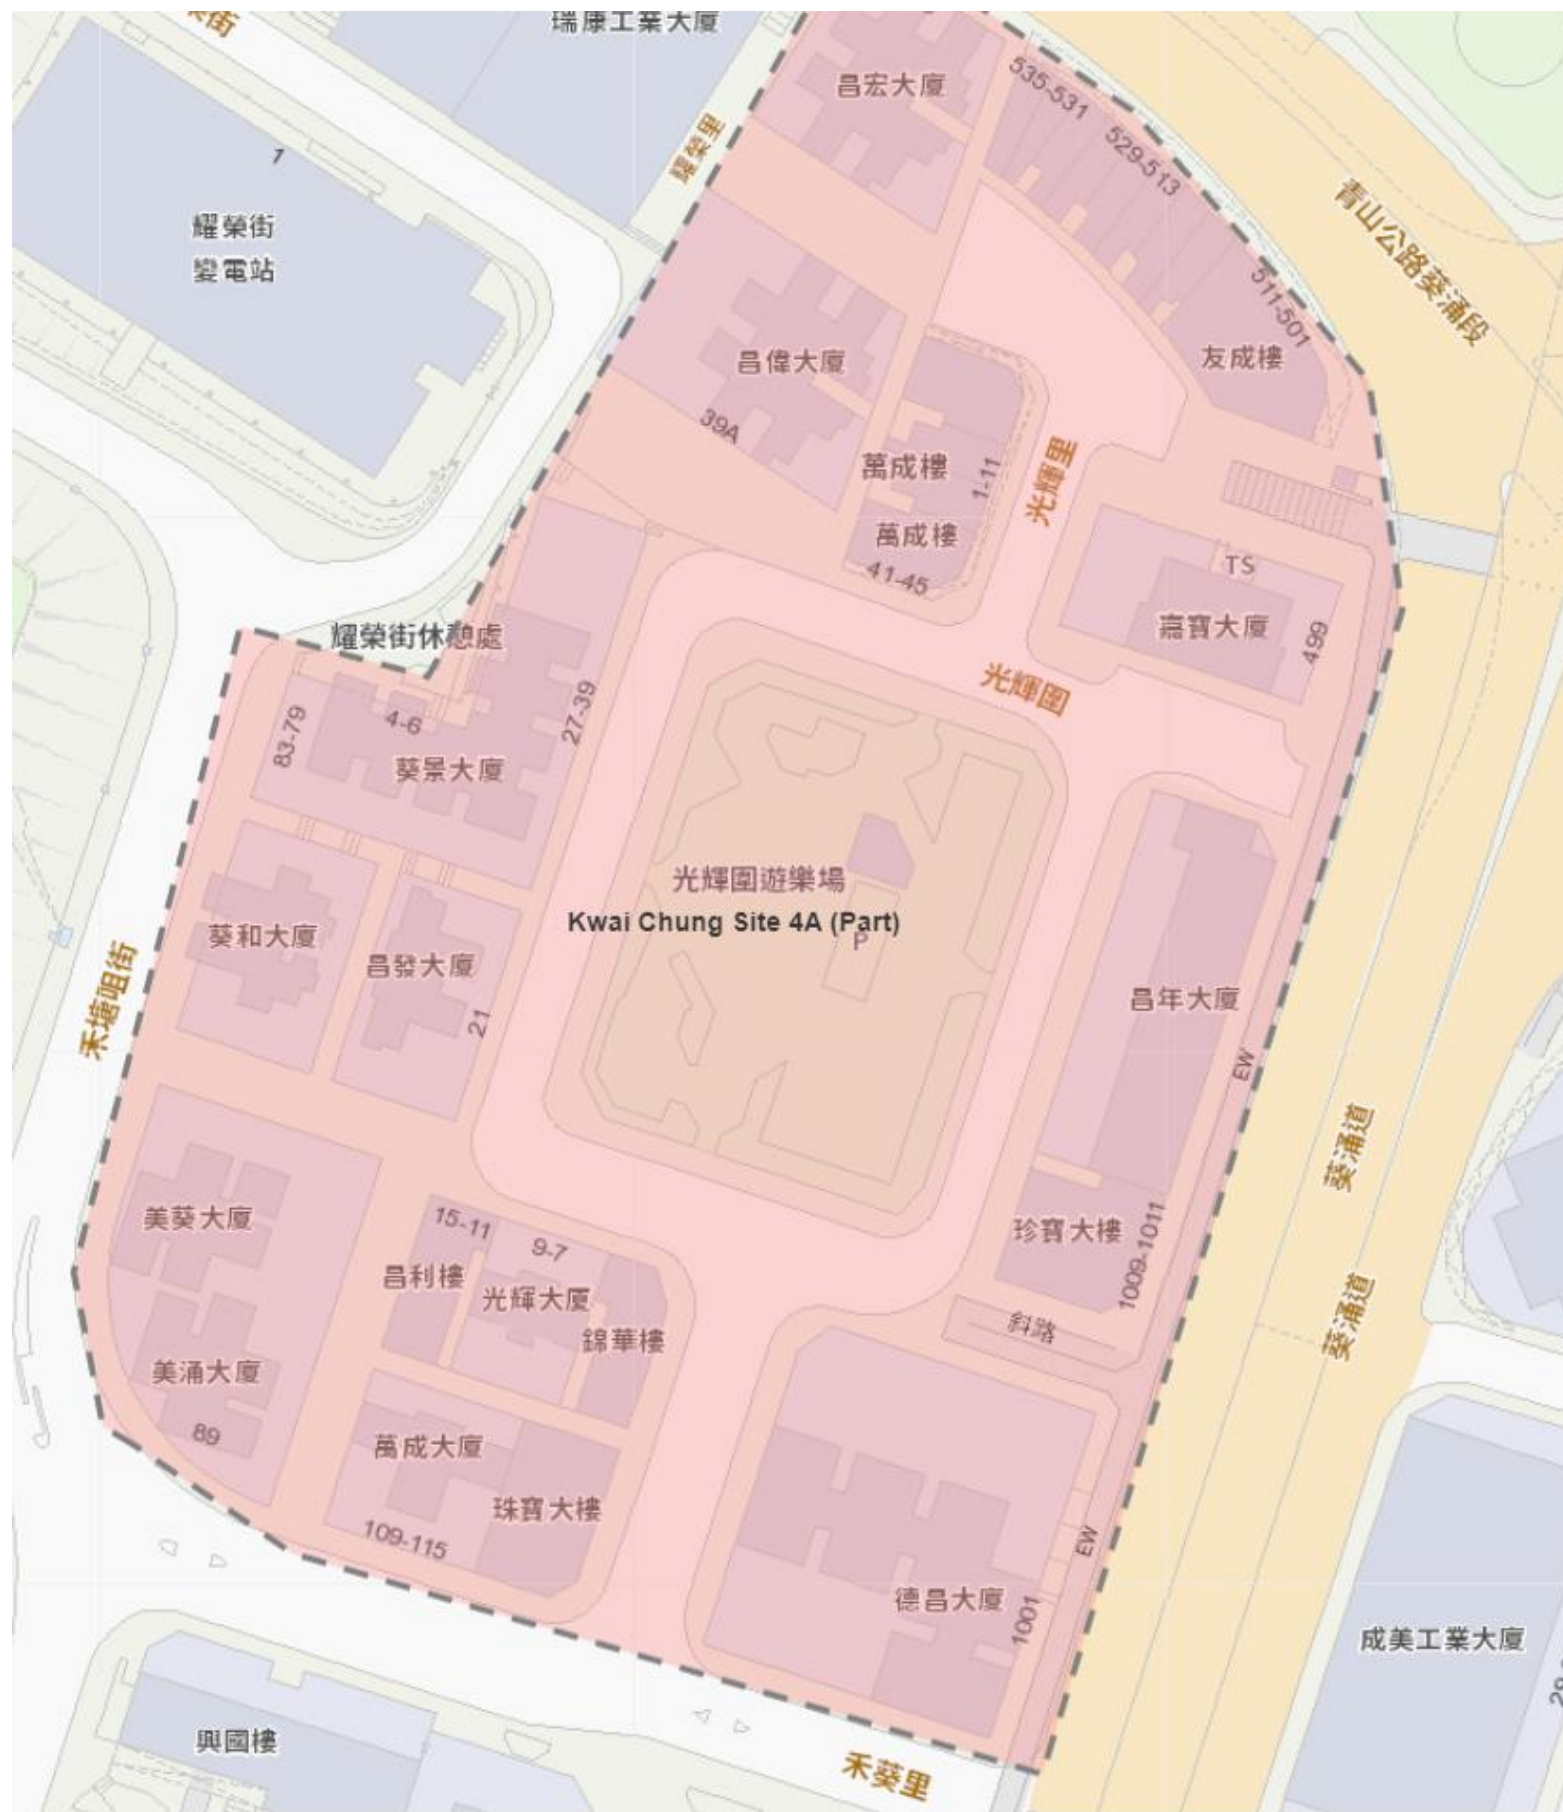 瑞康工業大廈
昌宏大廈
535-531
529-513
耀榮里
1
耀榮街
變電站
青山公路葵涌段
511-501
友成樓
昌偉大廈
39A
萬成樓
1-11
光輝里
萬成樓
41-45
TS
嘉寶大廈
499
耀榮街休憩處
光輝圍
83-79
4-6
27-39
葵景大廈
光輝圍遊樂場
Kwai Chung Site 4A (Part)
P
葵和大廈
昌發大廈
21
禾塘咀街
昌年大廈
EW
葵涌道
美葵大廈
15-11
9-7
昌利樓
光輝大厦
錦華樓
珍寶大樓
1009-1011
斜路
葵涌道
美涌大廈
89
萬成大廈
珠寶大樓
109-115
EW
德昌大廈
1001
成美工業大廈
興國樓
禾葵里